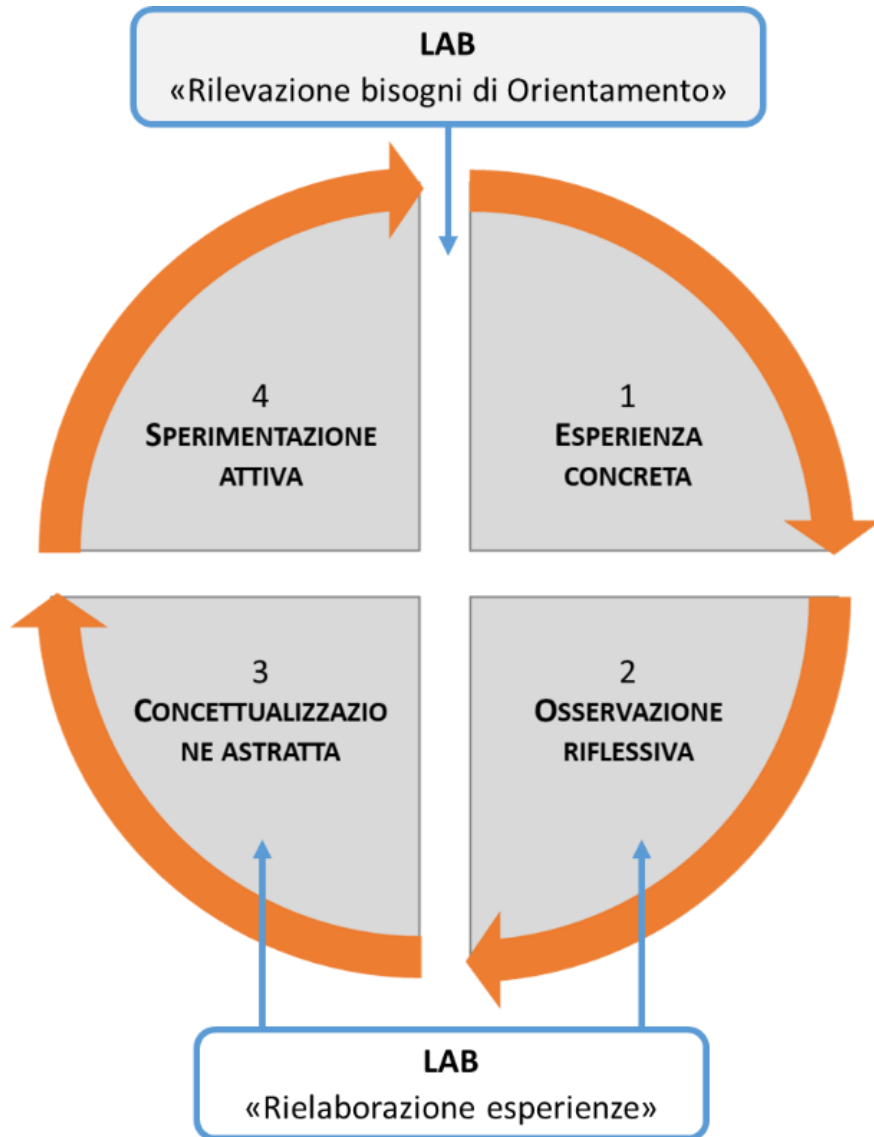 LAB
«Rilevazione bisogni di Orientamento»
4
SPERIMENTAZIONE
ATTIVA
1
ESPERIENZA
CONCRETA
3
CONCETTUALIZZAZIO
NE ASTRATTA
2
OSSERVAZIONE
RIFLESSIVA
LAB
«Rielaborazione esperienze»